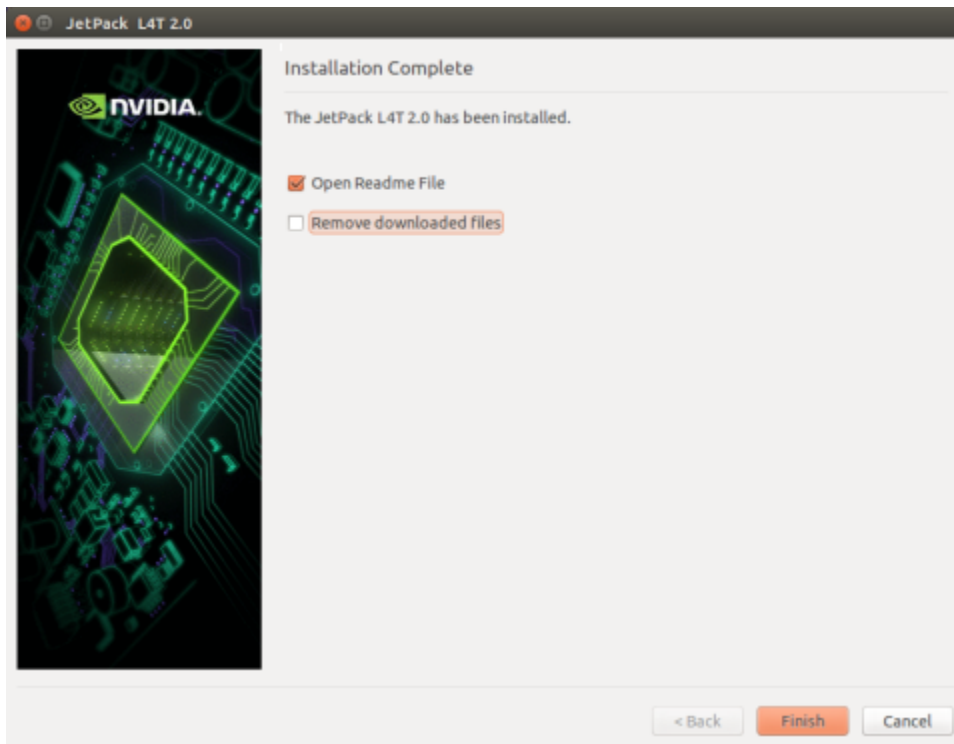 JetPack L4T 2.0
NVIDIA.
Installation Complete
The JetPack L4T 2.0 has been installed.
Open Readme File
Remove downloaded files
< Back Finish Cancel